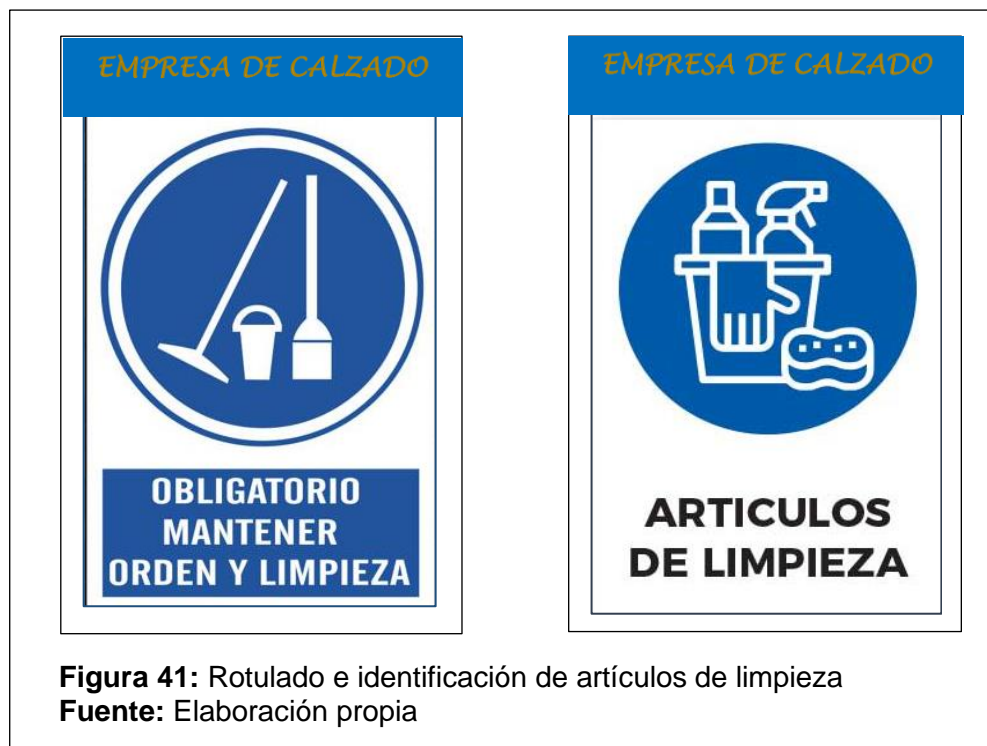 EMPRESA DE CALZADO
OBLIGATORIO
MANTENER
ORDEN Y LIMPIEZA
EMPRESA DE CALZADO
ARTICULOS
DE LIMPIEZA
Figura 41: Rotulado e identificación de artículos de limpieza
Fuente: Elaboración propia